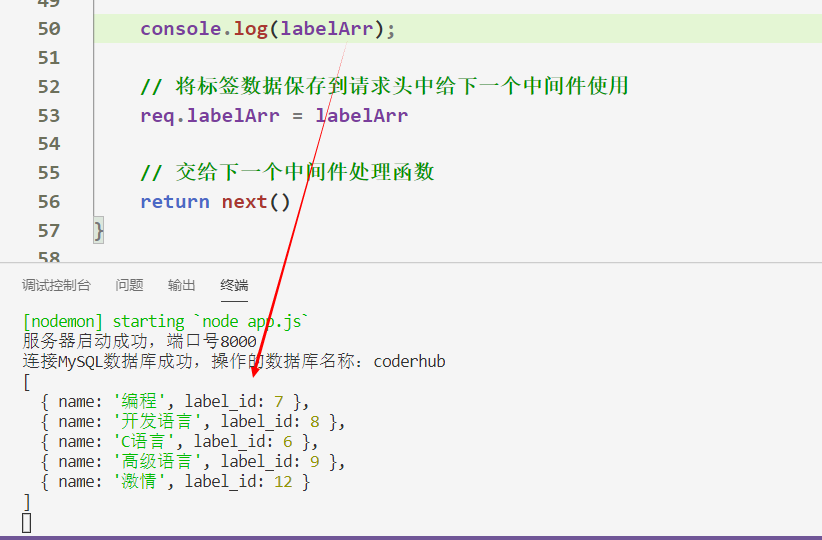 49
50 console.log(labelArr);
51
52 // 将标签数据保存到请求头中给下一个中间件使用
53 req.labelArr = labelArr
54
55 // 交给下一个中间件处理函数
56 return next()
57 }
58
调试控制台 问题 输出 终端
[nodemon] starting `node app.js`
服务器启动成功，端口号8000
连接MySQL数据库成功，操作的数据库名称：coderhub
[
{ name: '编程', label_id: 7 },
{ name: '开发语言', label_id: 8 },
{ name: 'C语言', label_id: 6 },
{ name: '高级语言', label_id: 9 },
{ name: '激情', label_id: 12 }
]